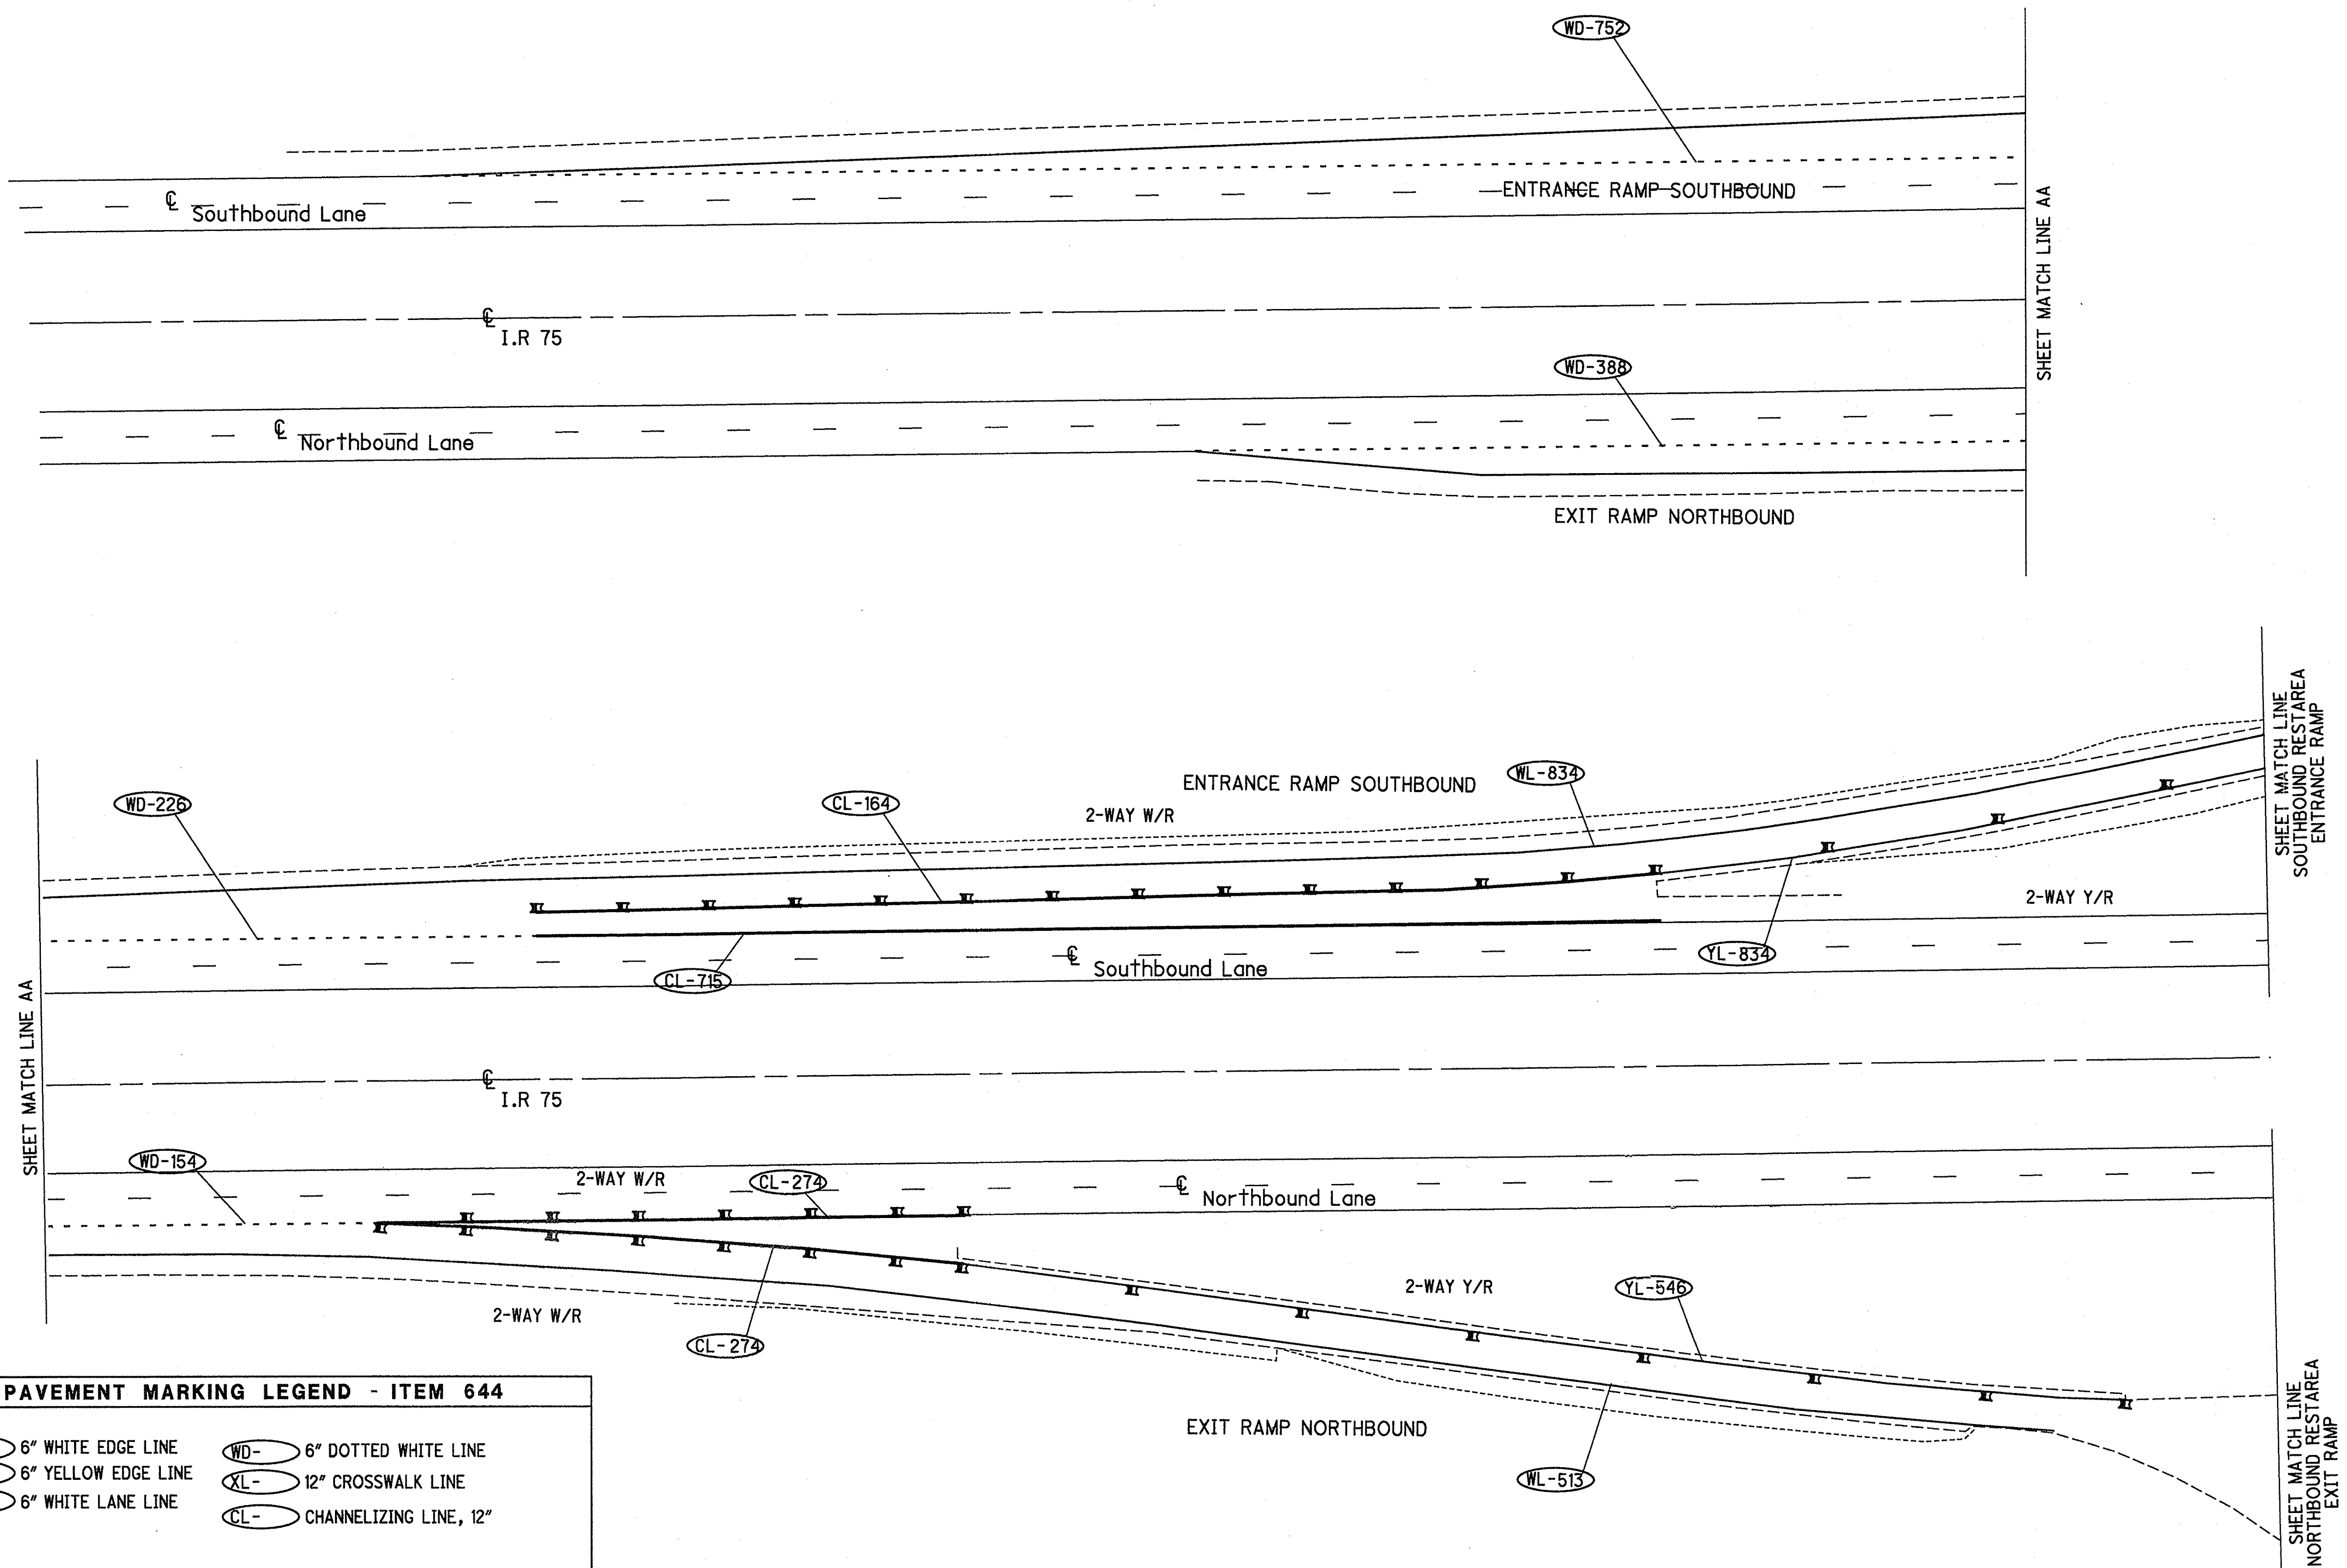 WD-752
℄ Southbound Lane
ENTRANCE RAMP SOUTHBOUND
SHEET MATCH LINE AA
℄
I.R 75
WD-388
℄ Northbound Lane
EXIT RAMP NORTHBOUND
SHEET MATCH LINE
SOUTHBOUND RESTAREA
ENTRANCE RAMP
ENTRANCE RAMP SOUTHBOUND
WL-834
WD-226
CL-164
2-WAY W/R
2-WAY Y/R
YL-834
℄
Southbound Lane
CL-715
SHEET MATCH LINE AA
℄
I.R 75
WD-154
2-WAY W/R
CL-274
℄
Northbound Lane
2-WAY Y/R
YL-546
2-WAY W/R
CL-274
EXIT RAMP NORTHBOUND
WL-513
SHEET MATCH LINE
NORTHBOUND RESTAREA
EXIT RAMP
PAVEMENT MARKING LEGEND - ITEM 644
6" WHITE EDGE LINE
6" YELLOW EDGE LINE
6" WHITE LANE LINE
WD- 6" DOTTED WHITE LINE
XL- 12" CROSSWALK LINE
CL- CHANNELIZING LINE, 12"